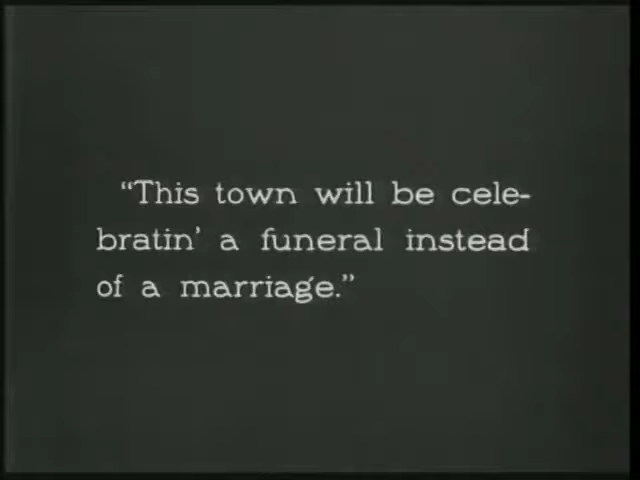 “This town will be cele-
bratin’ a funeral instead
of a marriage.”